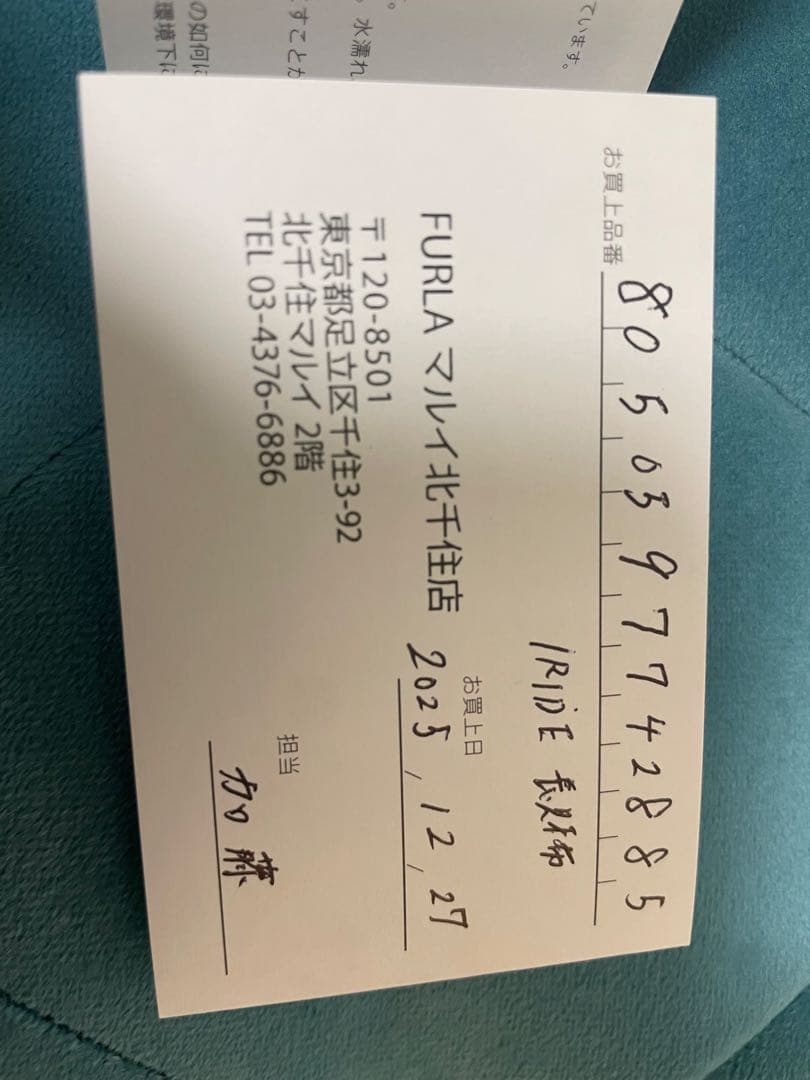 ています。
水濡れ
すことか
の如何に
環境下に
お買上品番 8050397742885
IRIDE 長財布
FURLA マルイ北千住店
お買上日 2025, 12, 27
〒120-8501
東京都足立区千住3-92
北千住マルイ 2階
TEL 03-4376-6886
担当 加藤